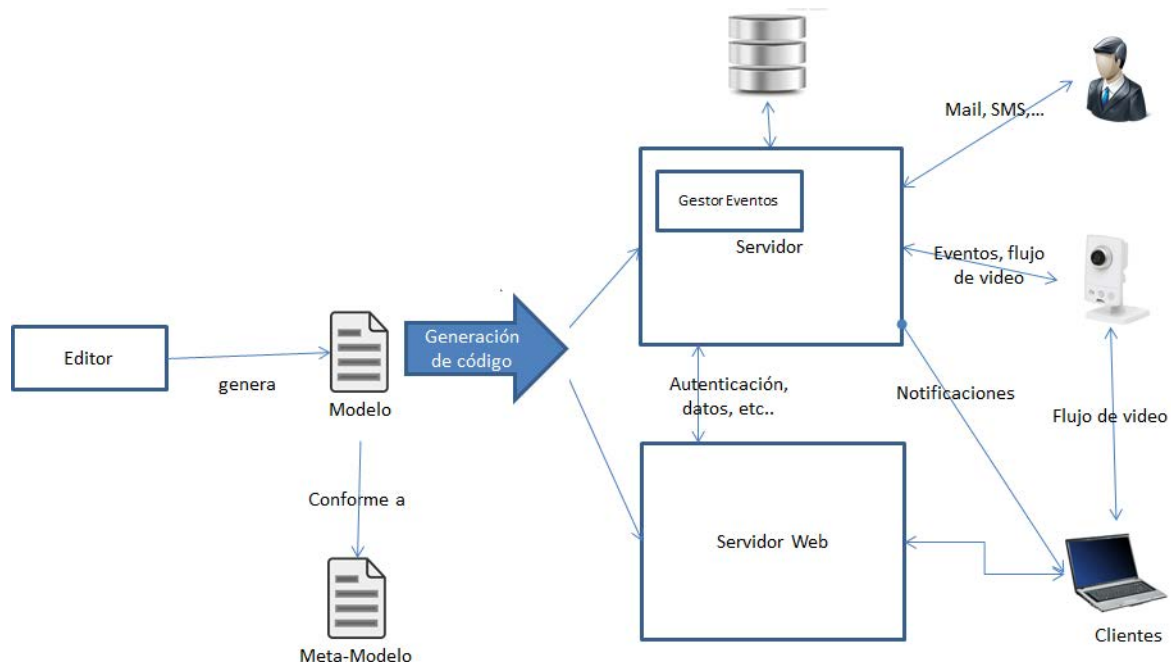 Mail, SMS,...
Gestor Eventos
Servidor
Eventos, flujo
de video
Editor
genera
Modelo
Generación
de código
Autenticación,
datos, etc..
Notificaciones
Flujo de video
Conforme a
Meta-Modelo
Servidor Web
Clientes